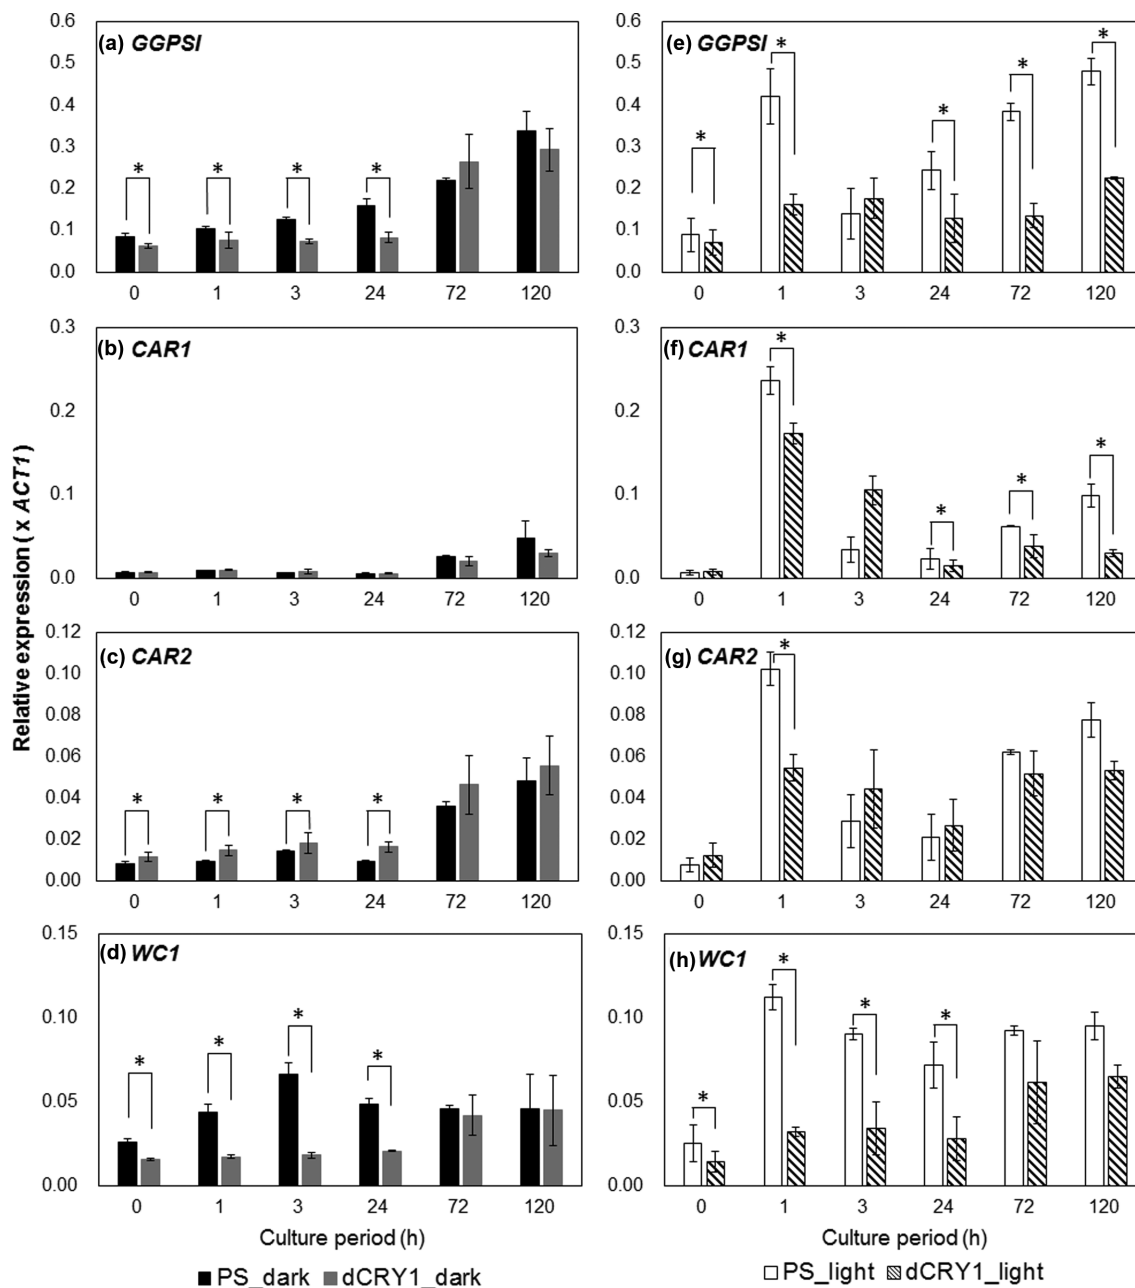 Relative expression ( x ACT1)
(a) GGPSI
0.6
0.5
0.4
0.3
0.2
0.1
0.0
* * * *
0 1 3 24 72 120
(b) CAR1
0.3
0.2
0.1
0.0
0 1 3 24 72 120
(c) CAR2
0.12
0.10
0.08
0.06
0.04
0.02
0.00
* * * *
0 1 3 24 72 120
(d) WC1
0.15
0.10
0.05
0.00
* * * *
0 1 3 24 72 120
Culture period (h)
PS_dark dCRY1_dark
(e) GGPSI
0.6
0.5
0.4
0.3
0.2
0.1
0.0
* * * * *
0 1 3 24 72 120
(f) CAR1
0.3
0.2
0.1
0.0
* * * *
0 1 3 24 72 120
(g) CAR2
0.12
0.10
0.08
0.06
0.04
0.02
0.00
*
0 1 3 24 72 120
(h) WC1
0.15
0.10
0.05
0.00
* * * *
0 1 3 24 72 120
Culture period (h)
PS_light dCRY1_light